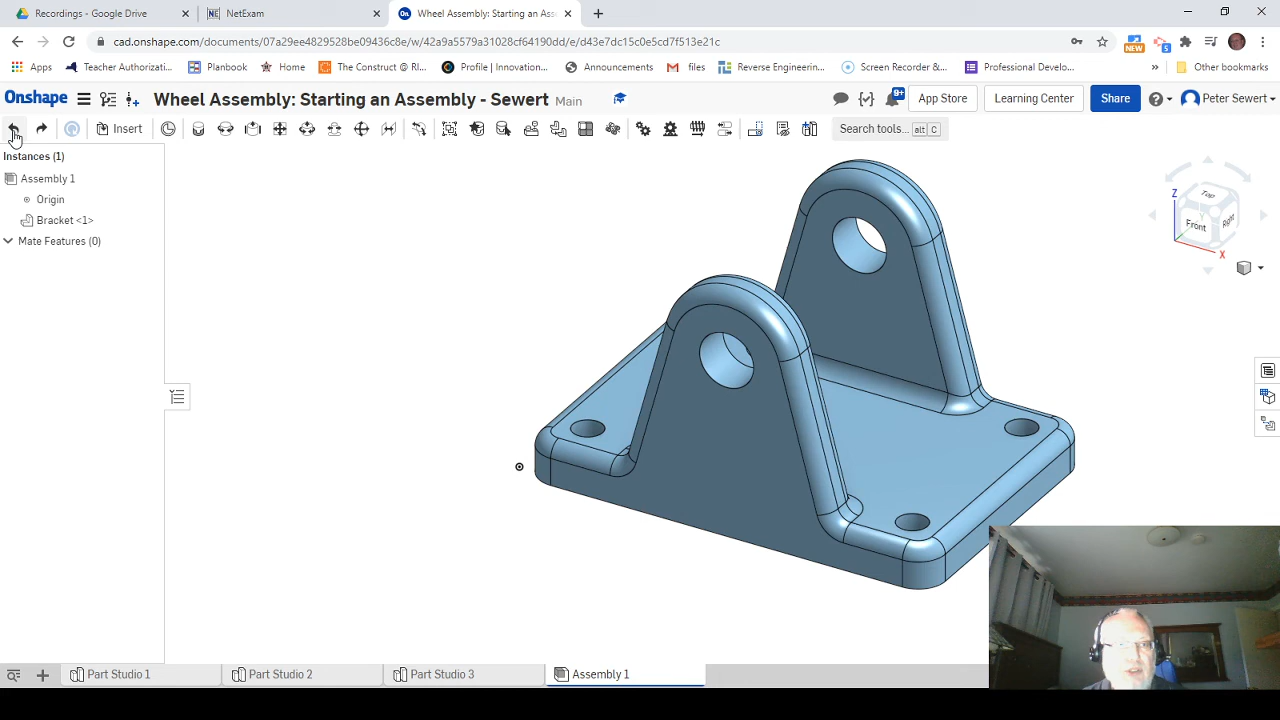 Recordings - Google Drive
NetExam
Wheel Assembly: Starting an Ass
cad.onshape.com/documents/07a29ee4829528be09436c8e/w/429a5579a31028cf64190dd/e/d43e7dc15c0e5cd7f513e21c
Apps
Teacher Authorizati...
Planbook
Home
The Construct @ RI...
Profile | Innovation...
Announcements
files
Reverse Engineerin...
Screen Recorder &...
Professional Develo...
Other bookmarks
NEW
5
Onshape
Wheel Assembly: Starting an Assembly - Sewert
Main
9+
App Store
Learning Center
Share
Peter Sewert
Insert
Search tools...
alt C
Instances (1)
Assembly 1
Origin
Bracket <1>
Mate Features (0)
Z
Top
Front
Right
X
Part Studio 1
Part Studio 2
Part Studio 3
Assembly 1